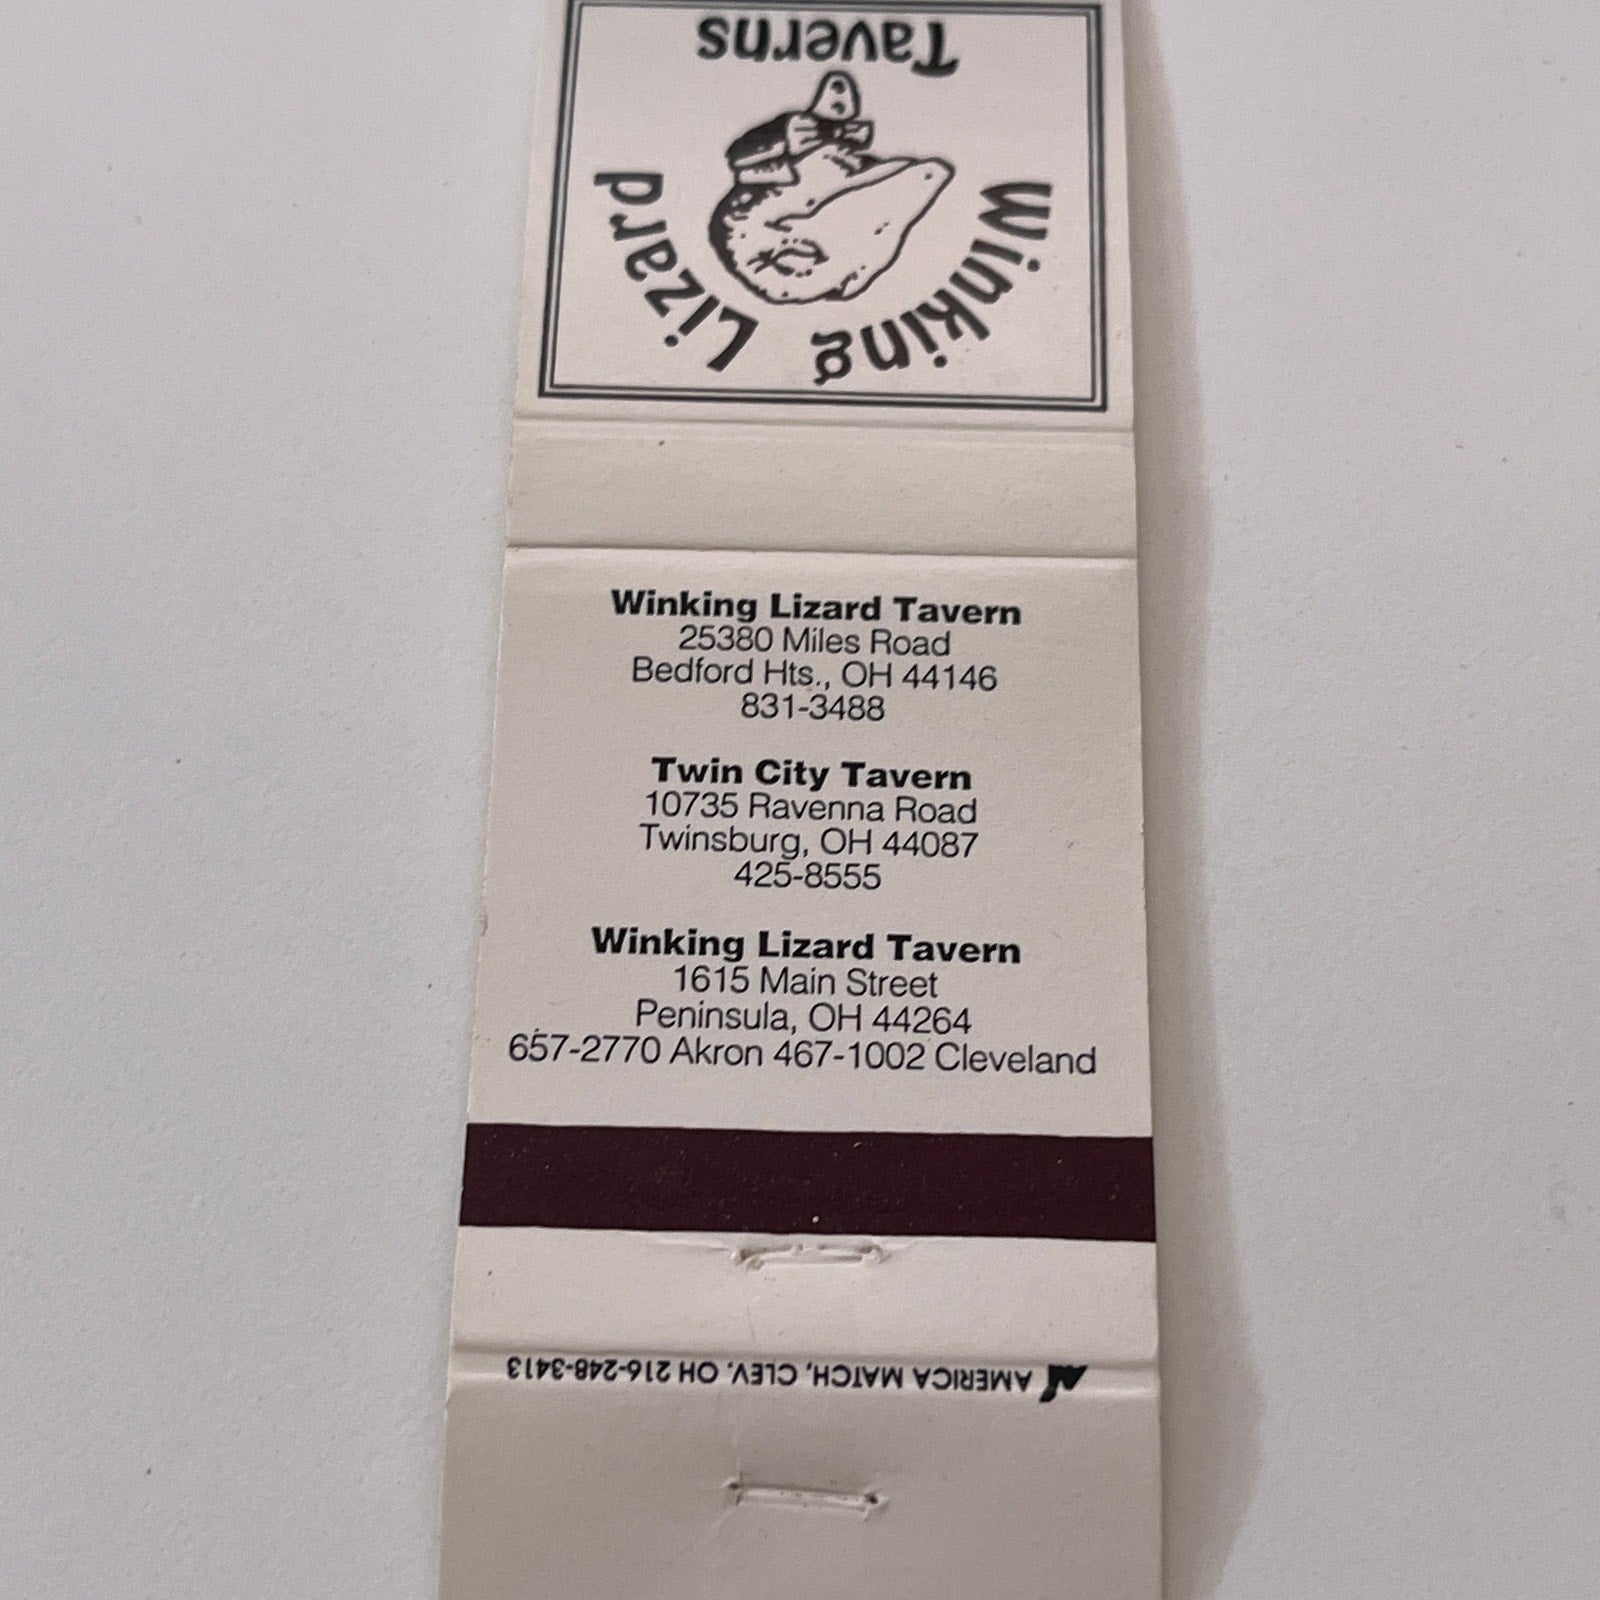 Winking Lizard
Taverns
Winking Lizard Tavern
25380 Miles Road
Bedford Hts., OH 44146
831-3488
Twin City Tavern
10735 Ravenna Road
Twinsburg, OH 44087
425-8555
Winking Lizard Tavern
1615 Main Street
Peninsula, OH 44264
657-2770 Akron 467-1002 Cleveland
AMERICA MATCH, CLEV. OH 216-248-3413